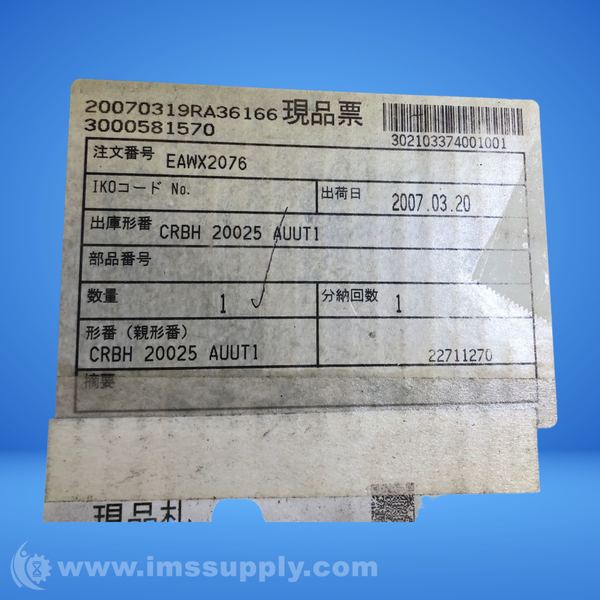 20070319RA36166 現品票
3000581570
302103374001001
注文番号 EAWX2076
IKOコード No.
出荷日 2007.03.20
出庫形番 CRBH 20025 AUUT1
部品番号
数量 1
分納回数 1
形番（親形番）
CRBH 20025 AUUT1
22711270
摘要
現品札
www.imssupply.com